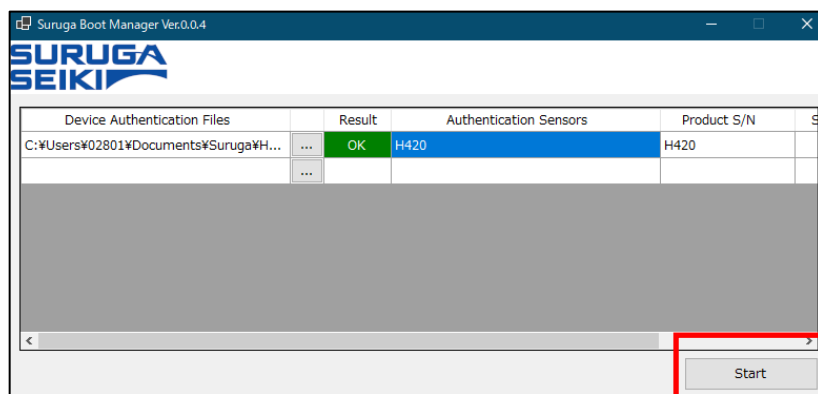 Suruga Boot Manager Ver.0.0.4
SURUGA
SEIKI
Device Authentication Files Result Authentication Sensors Product S/N S
C:¥Users¥02801¥Documents¥Suruga¥H... ... OK H420 H420
...
Start